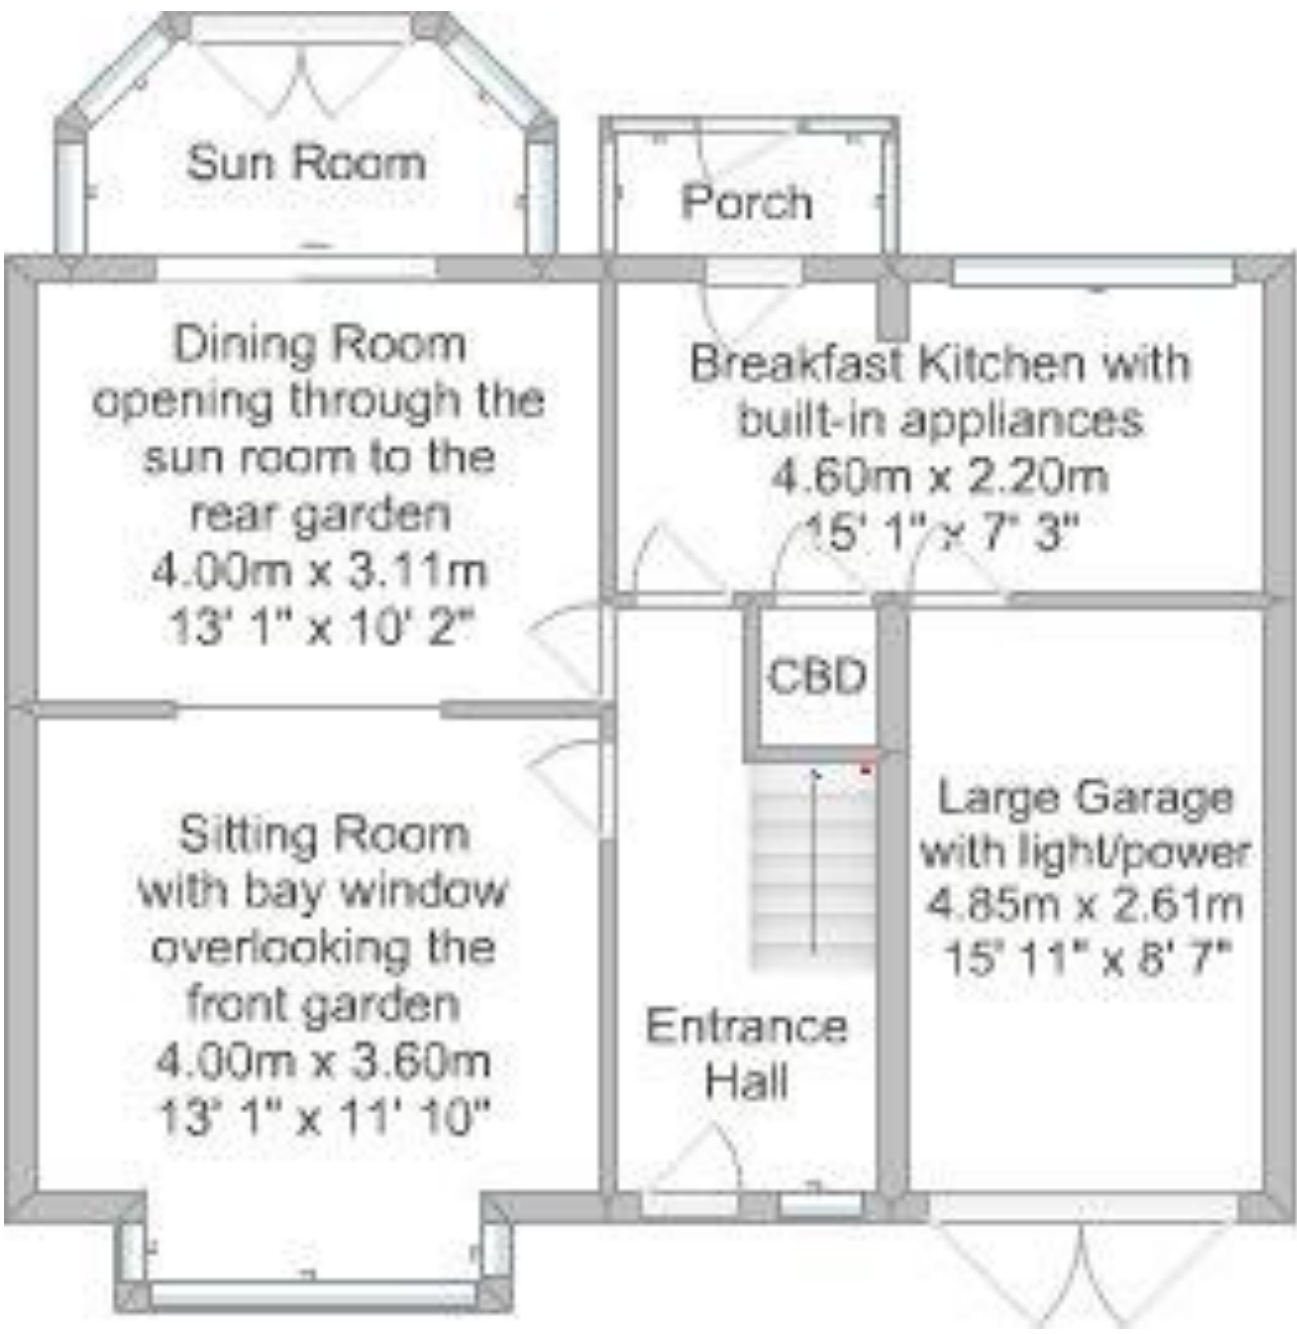 Sun Room
Porch
Dining Room
opening through the
sun room to the
rear garden
4.00m x 3.11m
13' 1" x 10' 2"
Breakfast Kitchen with
built-in appliances
4.60m x 2.20m
15' 1" x 7' 3"
CBD
Sitting Room
with bay window
overlooking the
front garden
4.00m x 3.60m
13' 1" x 11' 10"
Large Garage
with light/power
4.85m x 2.61m
15' 11" x 8' 7"
Entrance
Hall